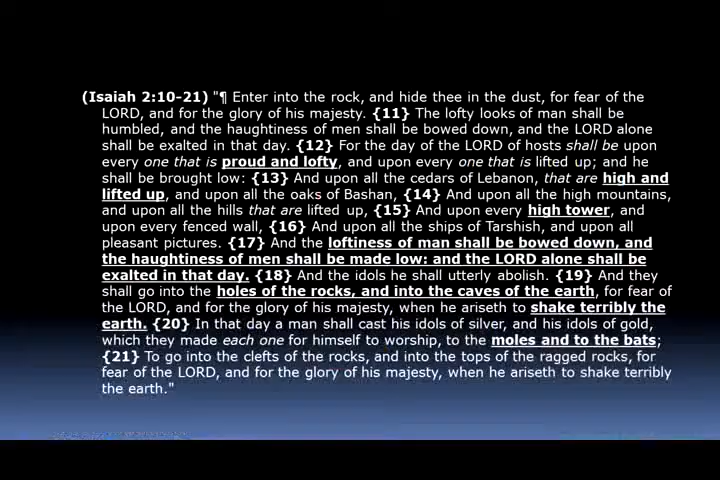 (Isaiah 2:10-21) "¶ Enter into the rock, and hide thee in the dust, for fear of the
LORD, and for the glory of his majesty. {11} The lofty looks of man shall be
humbled, and the haughtiness of men shall be bowed down, and the LORD alone
shall be exalted in that day. {12} For the day of the LORD of hosts shall be upon
every one that is proud and lofty, and upon every one that is lifted up; and he
shall be brought low: {13} And upon all the cedars of Lebanon, that are high and
lifted up, and upon all the oaks of Bashan, {14} And upon all the high mountains,
and upon all the hills that are lifted up, {15} And upon every high tower, and
upon every fenced wall, {16} And upon all the ships of Tarshish, and upon all
pleasant pictures. {17} And the loftiness of man shall be bowed down, and
the haughtiness of men shall be made low: and the LORD alone shall be
exalted in that day. {18} And the idols he shall utterly abolish. {19} And they
shall go into the holes of the rocks, and into the caves of the earth, for fear of
the LORD, and for the glory of his majesty, when he ariseth to shake terribly the
earth. {20} In that day a man shall cast his idols of silver, and his idols of gold,
which they made each one for himself to worship, to the moles and to the bats;
{21} To go into the clefts of the rocks, and into the tops of the ragged rocks, for
fear of the LORD, and for the glory of his majesty, when he ariseth to shake terribly
the earth."